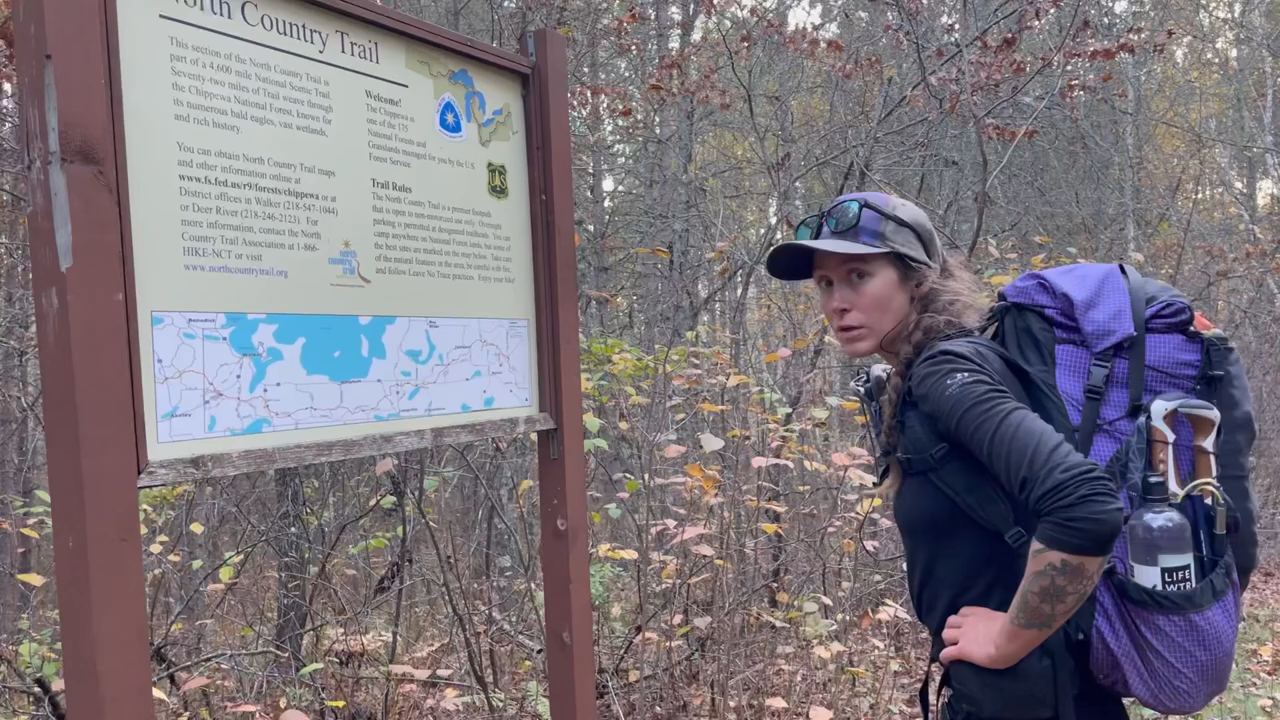 North Country Trail
This section of the North Country Trail is
part of a 4,600 mile National Scenic Trail.
Seventy-two miles of Trail weave through
the Chippewa National Forest, known for
its numerous bald eagles, vast wetlands,
and rich history.
You can obtain North Country Trail maps
and other information online at
www.fs.fed.us/r9/forests/chippewa or at
District offices in Walker (218-547-1044)
or Deer River (218-246-2123). For
more information, contact the North
Country Trail Association at 1-866-
HIKE-NCT or visit
www.northcountrytrail.org
Welcome!
The Chippewa is
one of the 175
National Forests and
Grasslands managed for you by the U.S.
Forest Service.
Trail Rules
The North Country Trail is a premier footpath
that is open to non-motorized use only. Overnight
parking is permitted at designated trailheads. You can
camp anywhere on National Forest lands, but some of
the best sites are marked on the map below. Take care
of the natural features in the area, be careful with fire,
and follow Leave No Trace practices. Enjoy your hike!
north
country
trail
US
Benedict
Akeley
LIFE
WTR